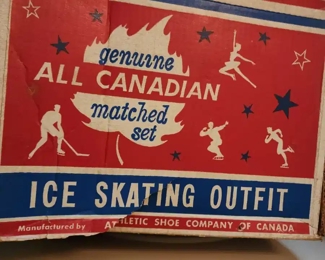 genuine
ALL CANADIAN
matched
set
ICE SKATING OUTFIT
Manufactured by ATHLETIC SHOE COMPANY OF CANADA